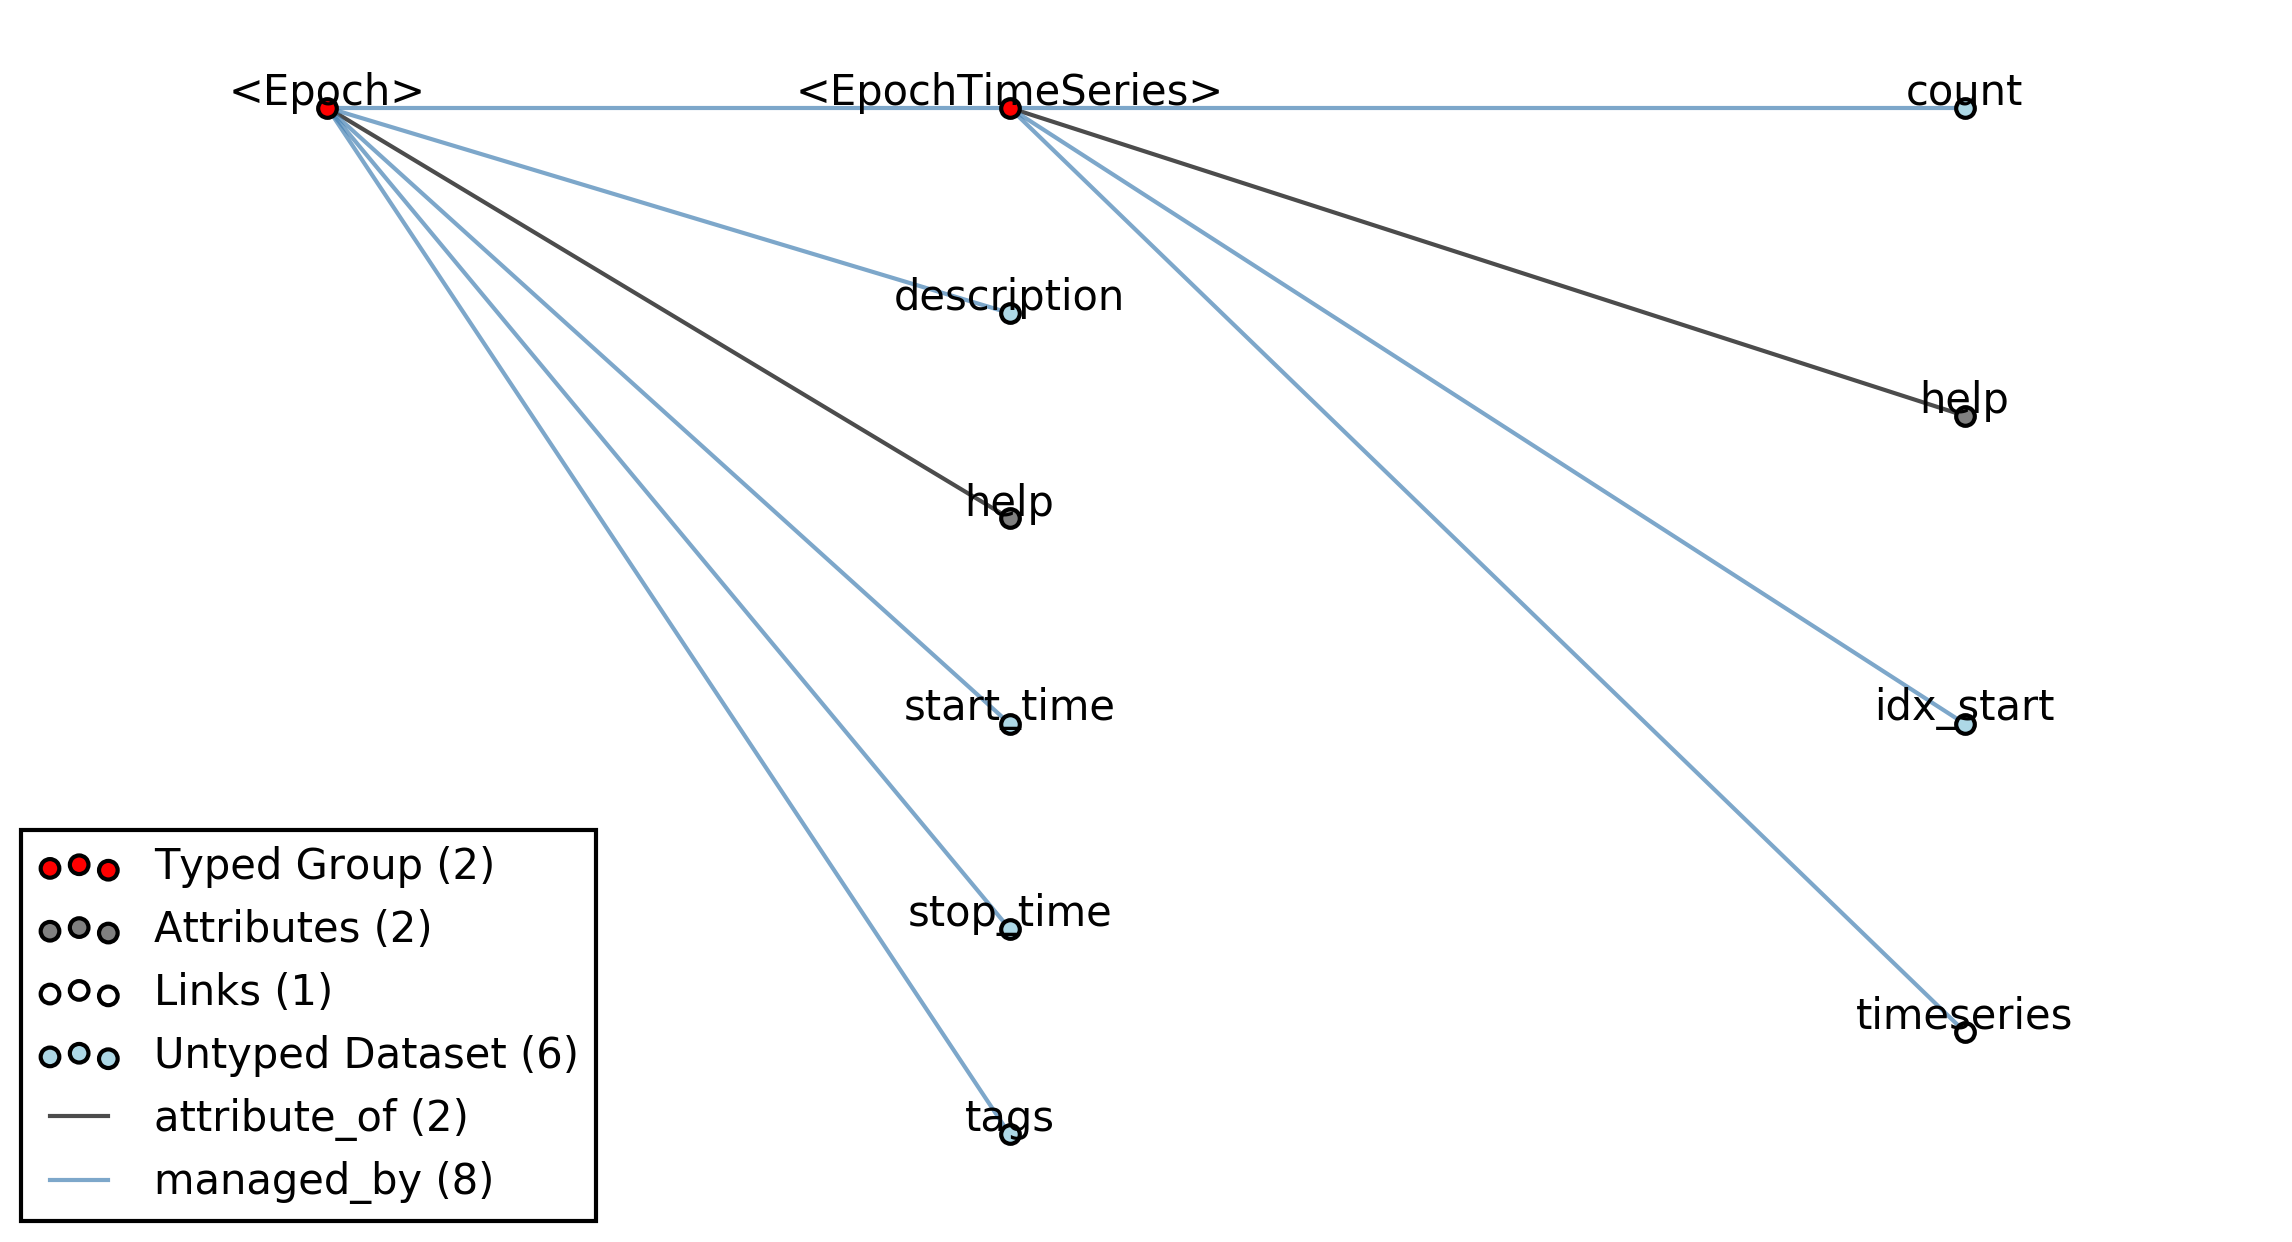 <Epoch>
<EpochTimeSeries>
count
description
help
help
start_time
idx_start
stop_time
timeseries
tags
Typed Group (2)
Attributes (2)
Links (1)
Untyped Dataset (6)
attribute_of (2)
managed_by (8)